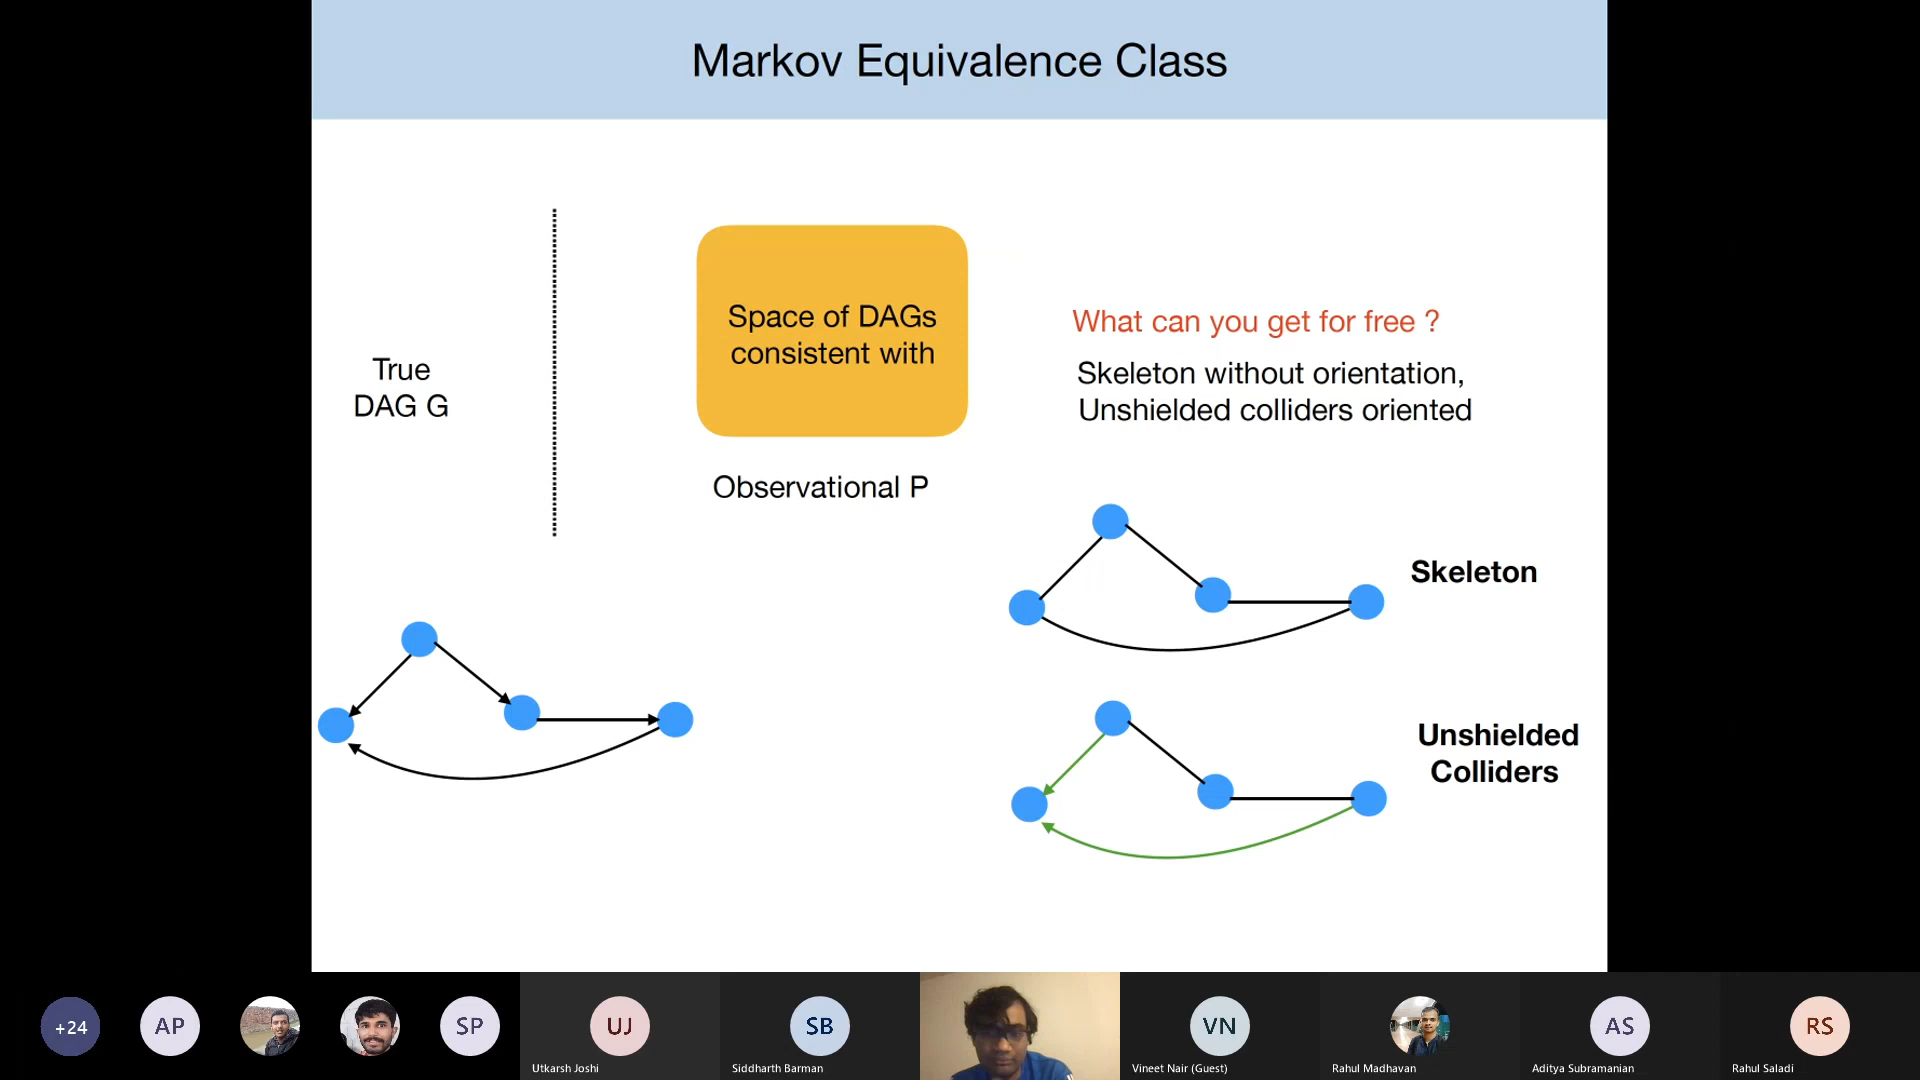 Markov Equivalence Class
True
DAG G
Space of DAGs
consistent with
Observational P
What can you get for free ?
Skeleton without orientation,
Unshielded colliders oriented
Skeleton
Unshielded
Colliders
+24
AP
SP
UJ
Utkarsh Joshi
SB
Siddharth Barman
VN
Vineet Nair (Guest)
Rahul Madhavan
AS
Aditya Subramanian
RS
Rahul Saladi